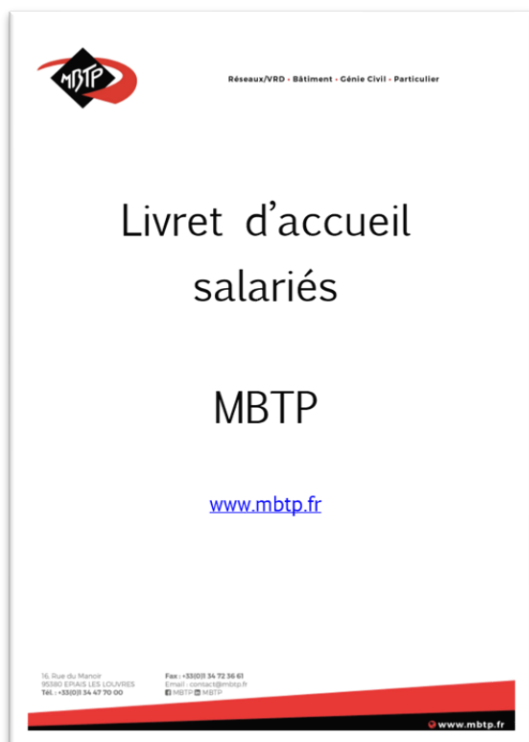 MBTP
Réseaux/VRD - Bâtiment - Génie Civil - Particulier
Livret d'accueil
salariés
MBTP
www.mbtp.fr
16, Rue du Manoir
95380 EPIAIS LES LOUVRES
Tél. : +33(0)1 34 47 70 00
Fax : +33(0)1 34 72 36 61
Email : contact@mbtp.fr
MBTP MBTP
www.mbtp.fr